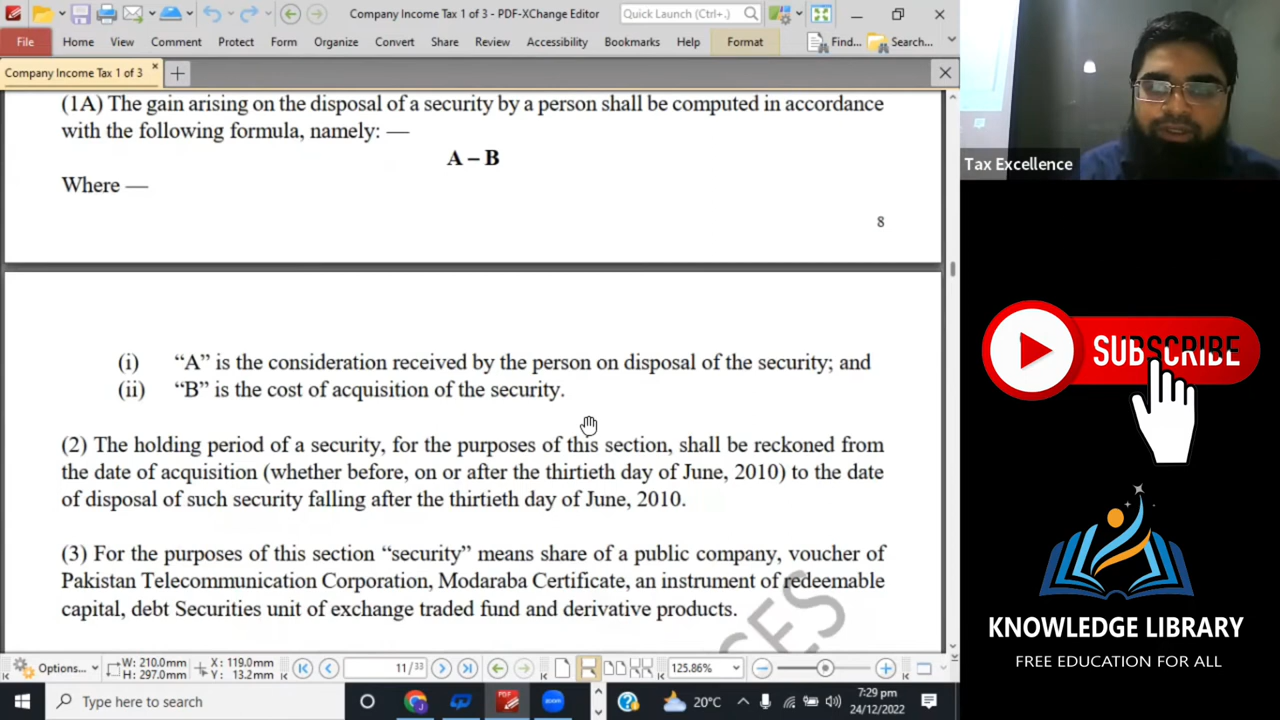 Company Income Tax 1 of 3 - PDF-XChange Editor
Quick Launch (Ctrl+.)
File Home View Comment Protect Form Organize Convert Share Review Accessibility Bookmarks Help Format Find... Search...
Company Income Tax 1 of 3
(1A) The gain arising on the disposal of a security by a person shall be computed in accordance
with the following formula, namely: —
A – B
Where —
8
(i) “A” is the consideration received by the person on disposal of the security; and
(ii) “B” is the cost of acquisition of the security.
(2) The holding period of a security, for the purposes of this section, shall be reckoned from
the date of acquisition (whether before, on or after the thirtieth day of June, 2010) to the date
of disposal of such security falling after the thirtieth day of June, 2010.
(3) For the purposes of this section “security” means share of a public company, voucher of
Pakistan Telecommunication Corporation, Modaraba Certificate, an instrument of redeemable
capital, debt Securities unit of exchange traded fund and derivative products.
CES
Options... W: 210.0mm X: 119.0mm
H: 297.0mm Y: 13.2mm
11 / 33
125.86%
Type here to search
20°C
7:29 pm
24/12/2022
Tax Excellence
SUBSCRIBE
KNOWLEDGE LIBRARY
FREE EDUCATION FOR ALL